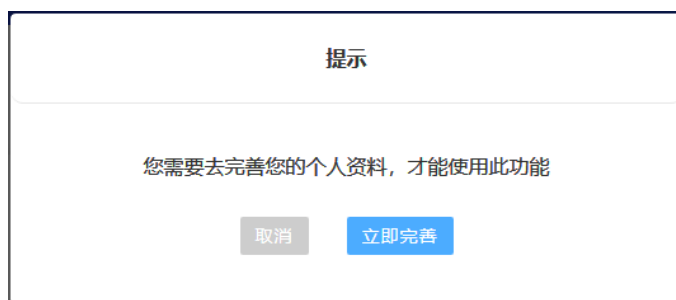 提示
您需要去完善您的个人资料，才能使用此功能
取消
立即完善